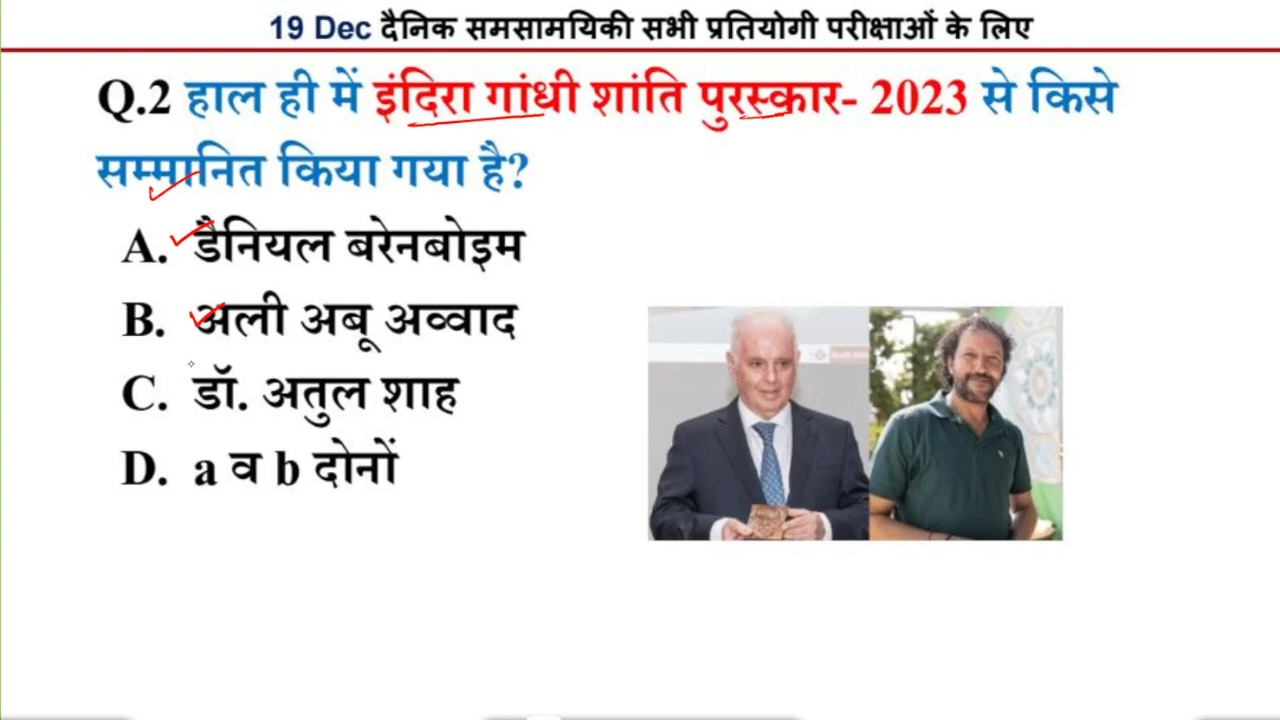 19 Dec दैनिक समसामयिकी सभी प्रतियोगी परीक्षाओं के लिए
Q.2 हाल ही में इंदिरा गांधी शांति पुरस्कार- 2023 से किसे
सम्मानित किया गया है?
A. डैनियल बरेनबोइम
B. अली अबू अव्वाद
C. डॉ. अतुल शाह
D. a व b दोनों